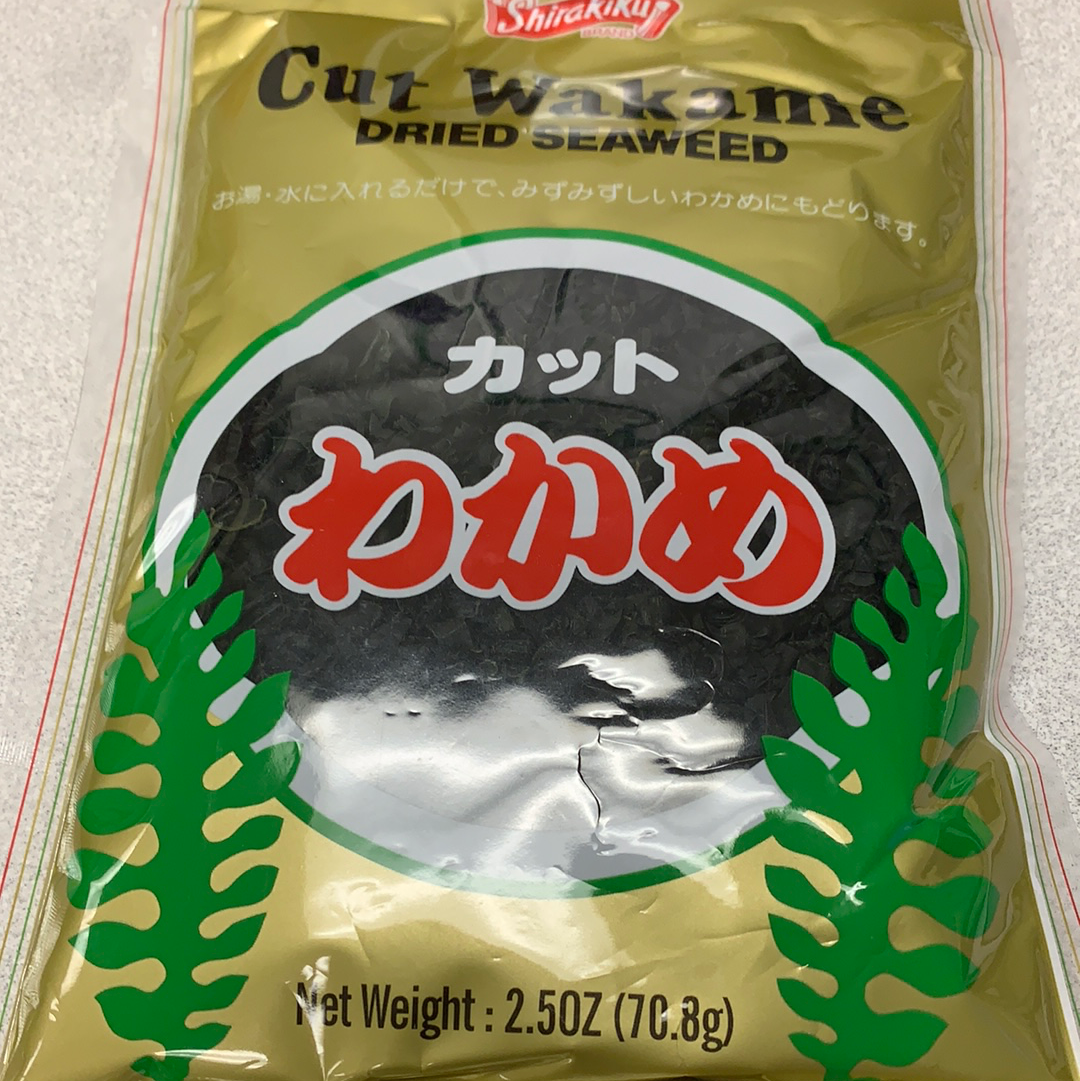 Shirakiku
BRAND
Cut Wakame
DRIED SEAWEED
お湯・水に入れるだけで、みずみずしいわかめにもどります。
カット
わかめ
Net Weight : 2.5OZ (70.8g)